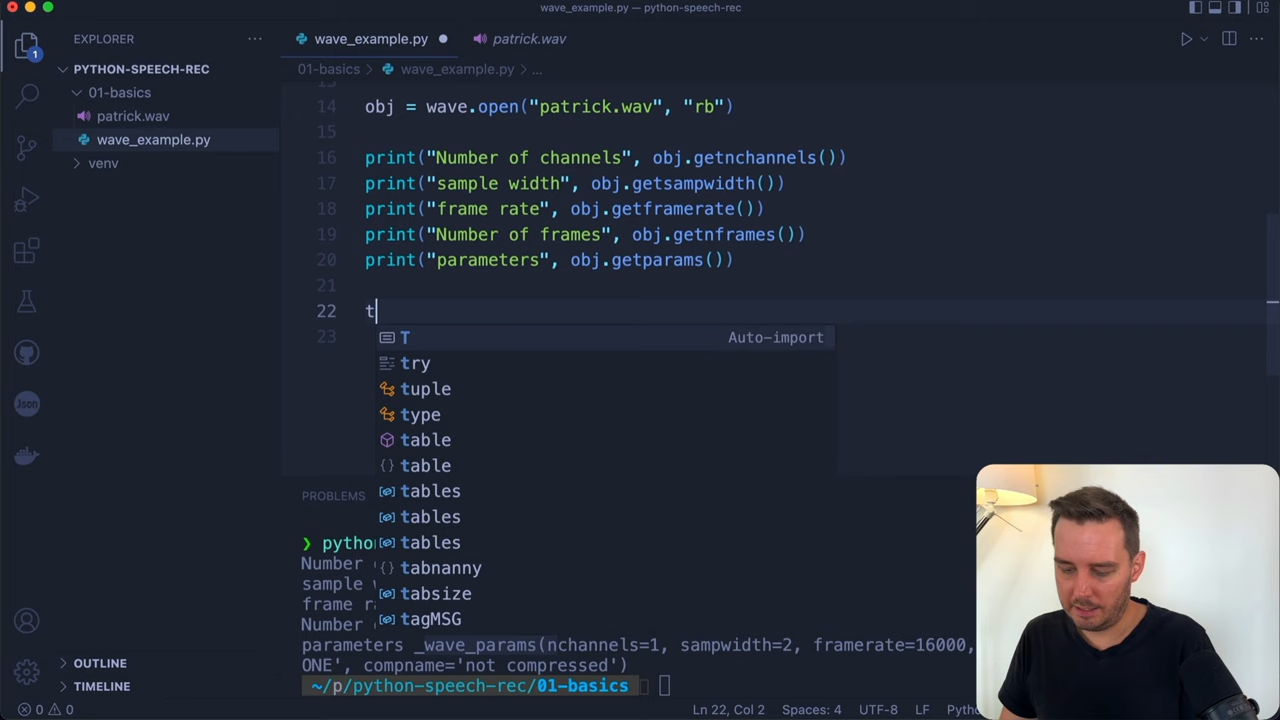 wave_example.py — python-speech-rec
EXPLORER
wave_example.py
patrick.wav
1
PYTHON-SPEECH-REC
01-basics > wave_example.py > ...
01-basics
patrick.wav
wave_example.py
venv
14 obj = wave.open("patrick.wav", "rb")
15
16 print("Number of channels", obj.getnchannels())
17 print("sample width", obj.getsampwidth())
18 print("frame rate", obj.getframerate())
19 print("Number of frames", obj.getnframes())
20 print("parameters", obj.getparams())
21
22 t
23
T Auto-import
try
tuple
type
table
table
tables
tables
tables
tabnanny
tabsize
tagMSG
Json
PROBLEMS
❯ pytho
Number
sample
frame ra
Number
parameters _wave_params(nchannels=1, sampwidth=2, framerate=16000,
ONE', compname='not compressed')
~/p/python-speech-rec/01-basics
OUTLINE
TIMELINE
0 0
Ln 22, Col 2 Spaces: 4 UTF-8 LF Pytho